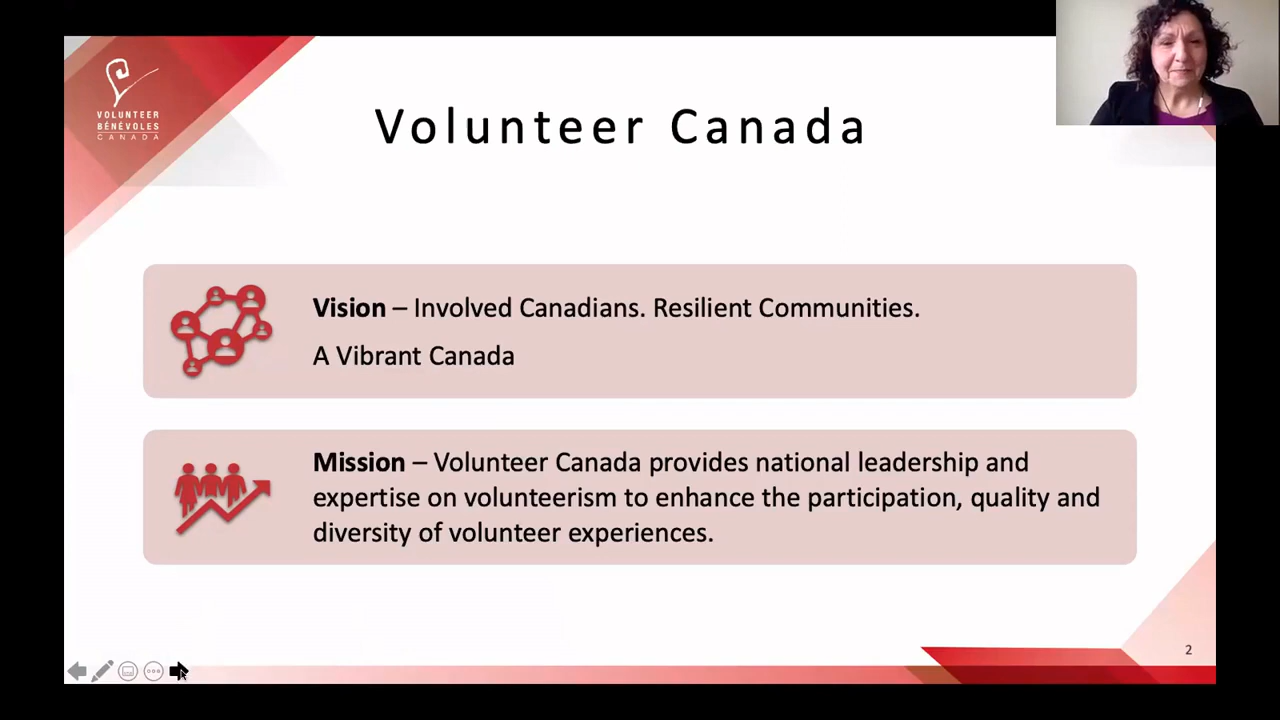 VOLUNTEER
BÉNÉVOLES
CANADA
Volunteer Canada
Vision – Involved Canadians. Resilient Communities.
A Vibrant Canada
Mission – Volunteer Canada provides national leadership and
expertise on volunteerism to enhance the participation, quality and
diversity of volunteer experiences.
2